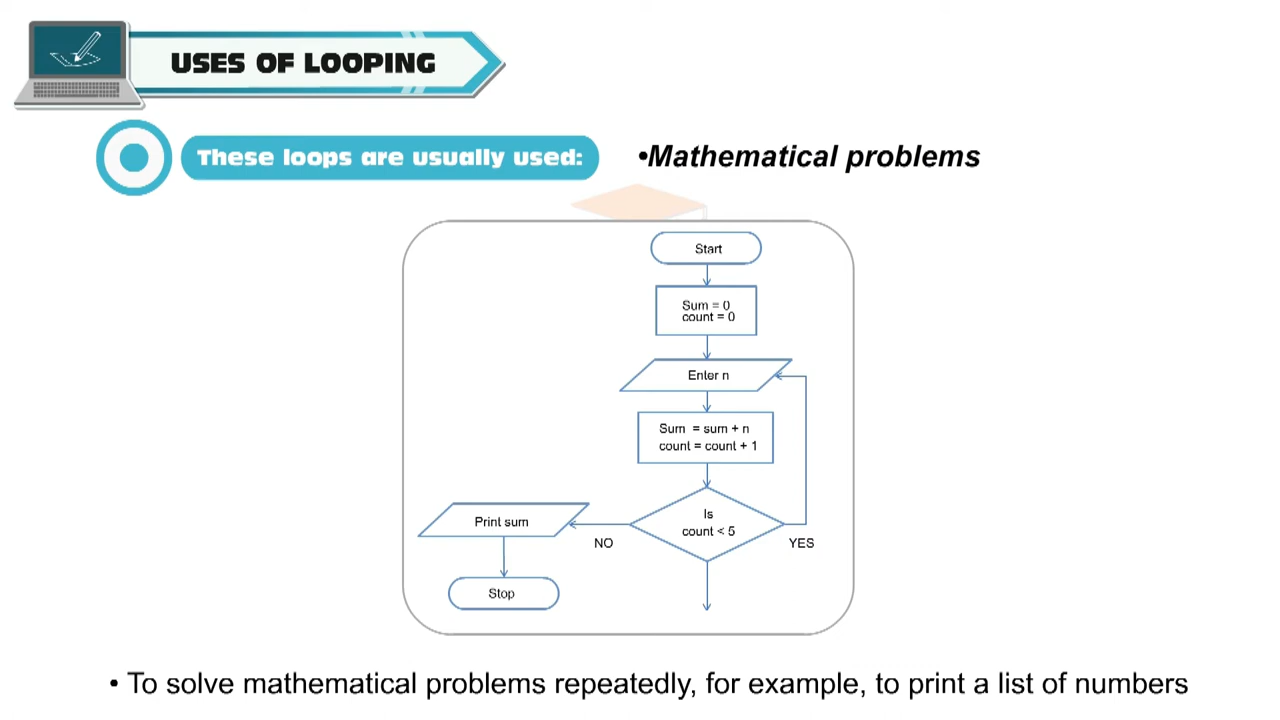 USES OF LOOPING
These loops are usually used:
•Mathematical problems
Start
Sum = 0
count = 0
Enter n
Sum = sum + n
count = count + 1
Is
count < 5
Print sum
NO
YES
Stop
• To solve mathematical problems repeatedly, for example, to print a list of numbers